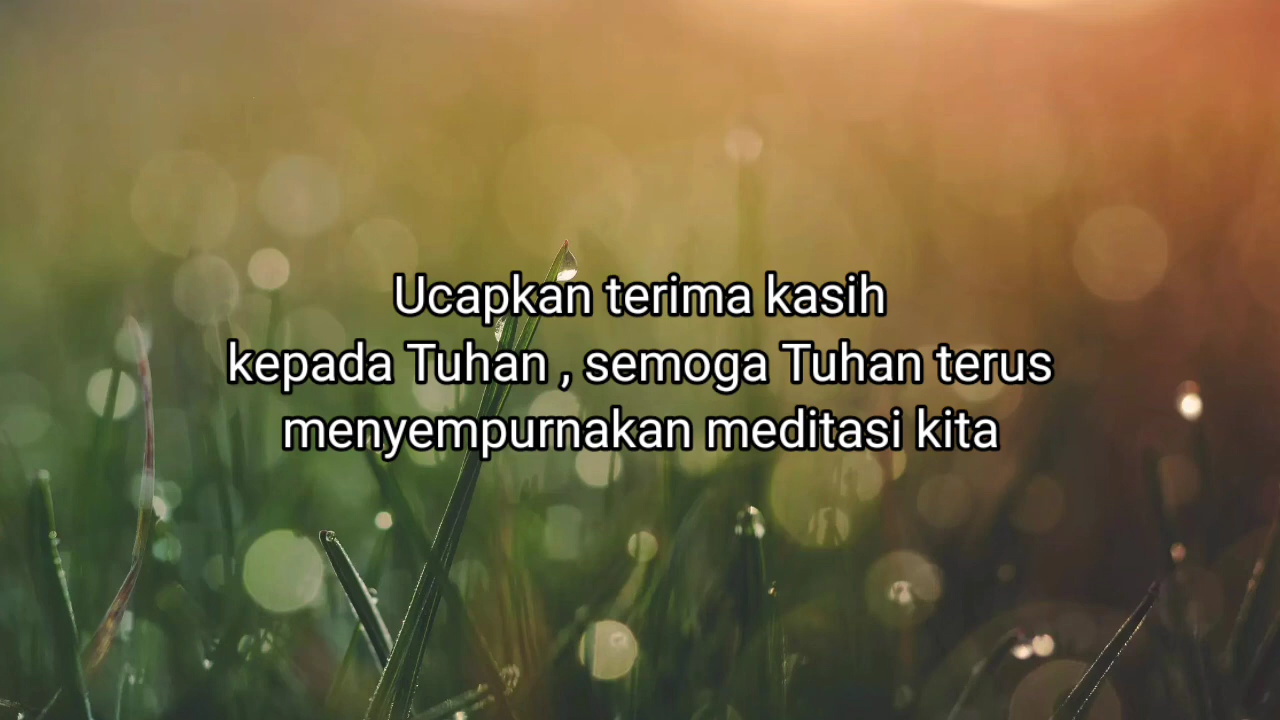 Ucapkan terima kasih
kepada Tuhan , semoga Tuhan terus
menyempurnakan meditasi kita